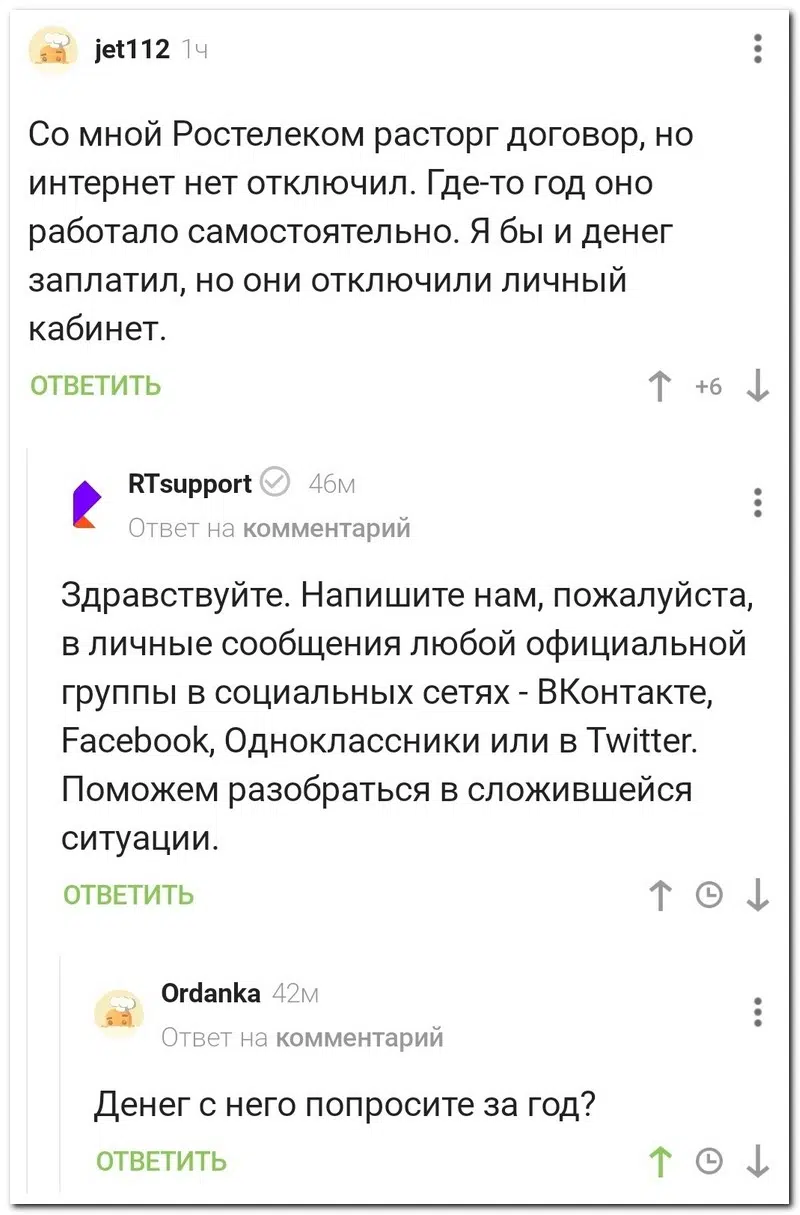 jet112 1ч
Со мной Ростелеком расторг договор, но
интернет нет отключил. Где-то год оно
работало самостоятельно. Я бы и денег
заплатил, но они отключили личный
кабинет.
ОТВЕТИТЬ +6
RTsupport 46м
Ответ на комментарий
Здравствуйте. Напишите нам, пожалуйста,
в личные сообщения любой официальной
группы в социальных сетях - ВКонтакте,
Facebook, Одноклассники или в Twitter.
Поможем разобраться в сложившейся
ситуации.
ОТВЕТИТЬ
Ordanka 42м
Ответ на комментарий
Денег с него попросите за год?
ОТВЕТИТЬ